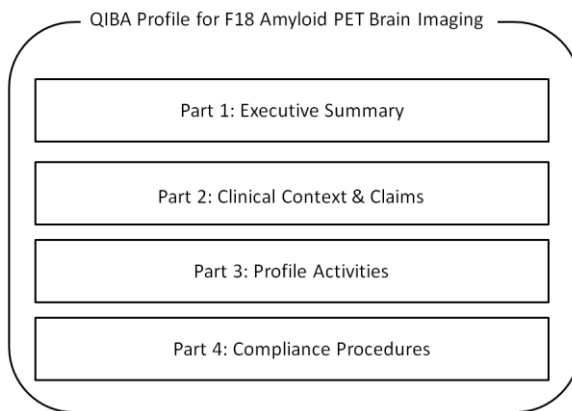 QIBA Profile for F18 Amyloid PET Brain Imaging
Part 1: Executive Summary
Part 2: Clinical Context & Claims
Part 3: Profile Activities
Part 4: Compliance Procedures